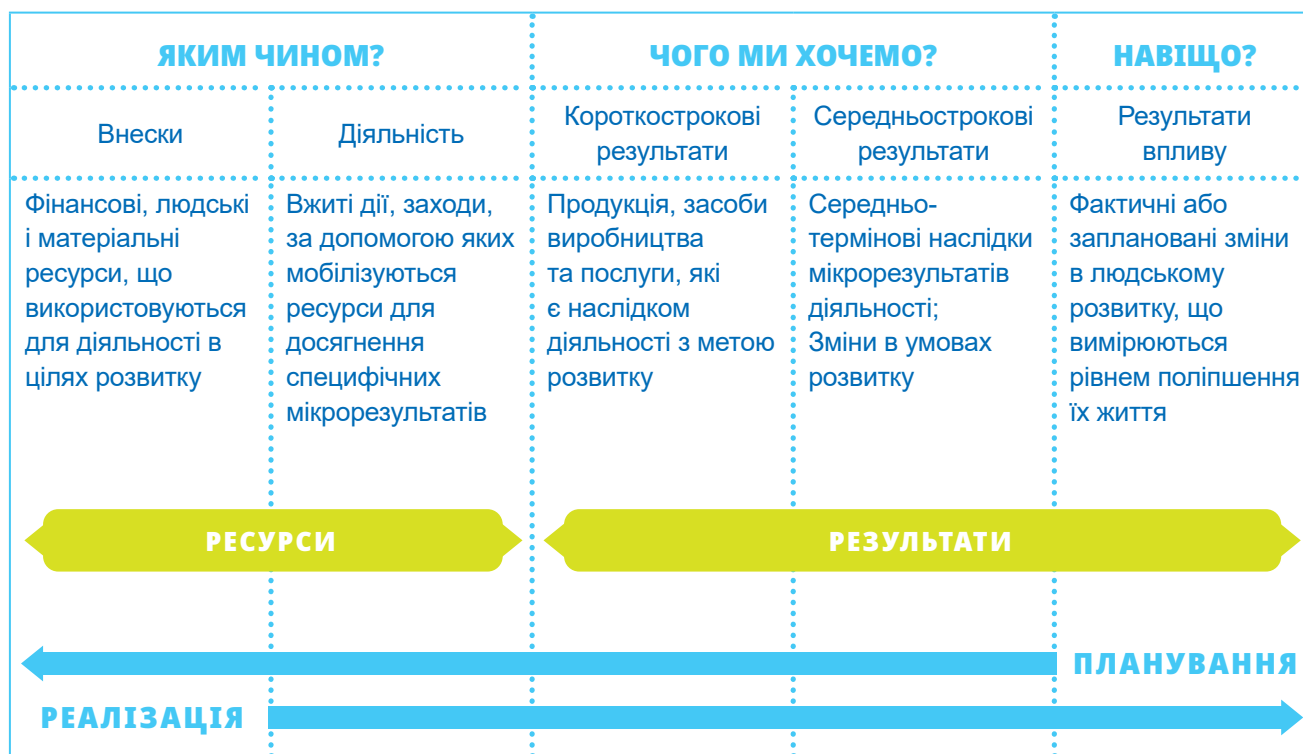 ЯКИМ ЧИНОМ?
ЧОГО МИ ХОЧЕМО?
НАВІЩО?
Внески
Діяльність
Короткострокові
результати
Середньострокові
результати
Результати
впливу
Фінансові, людські
і матеріальні
ресурси, що
використовуються
для діяльності в
цілях розвитку
Вжиті дії, заходи,
за допомогою яких
мобілізуються
ресурси для
досягнення
специфічних
мікрорезультатів
Продукція, засоби
виробництва
та послуги, які
є наслідком
діяльності з метою
розвитку
Середньо-
термінові наслідки
мікрорезультатів
діяльності;
Зміни в умовах
розвитку
Фактичні або
заплановані зміни
в людському
розвитку, що
вимірюються
рівнем поліпшення
їх життя
РЕСУРСИ
РЕЗУЛЬТАТИ
ПЛАНУВАННЯ
РЕАЛІЗАЦІЯ